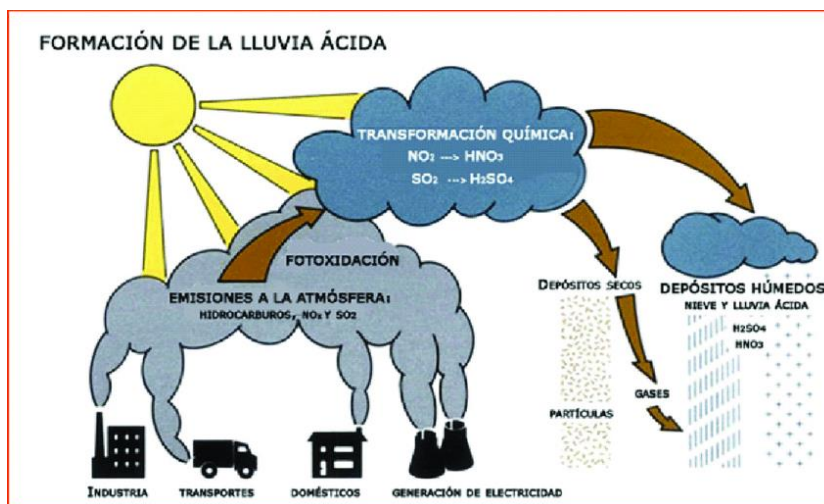 FORMACIÓN DE LA LLUVIA ÁCIDA
TRANSFORMACIÓN QUÍMICA:
NO₂ ---> HNO₃
SO₂ ---> H₂SO₄
FOTOXIDACIÓN
EMISIONES A LA ATMÓSFERA:
HIDROCARBUROS, NOₓ Y SO₂
DEPÓSITOS SECOS
DEPÓSITOS HÚMEDOS
NIEVE Y LLUVIA ÁCIDA
H₂SO₄
HNO₃
GASES
PARTÍCULAS
INDUSTRIA
TRANSPORTES
DOMÉSTICOS
GENERACIÓN DE ELECTRICIDAD